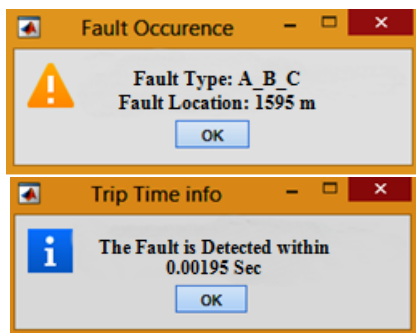 Fault Occurence
Fault Type: A_B_C
Fault Location: 1595 m
OK
Trip Time info
The Fault is Detected within
0.00195 Sec
OK